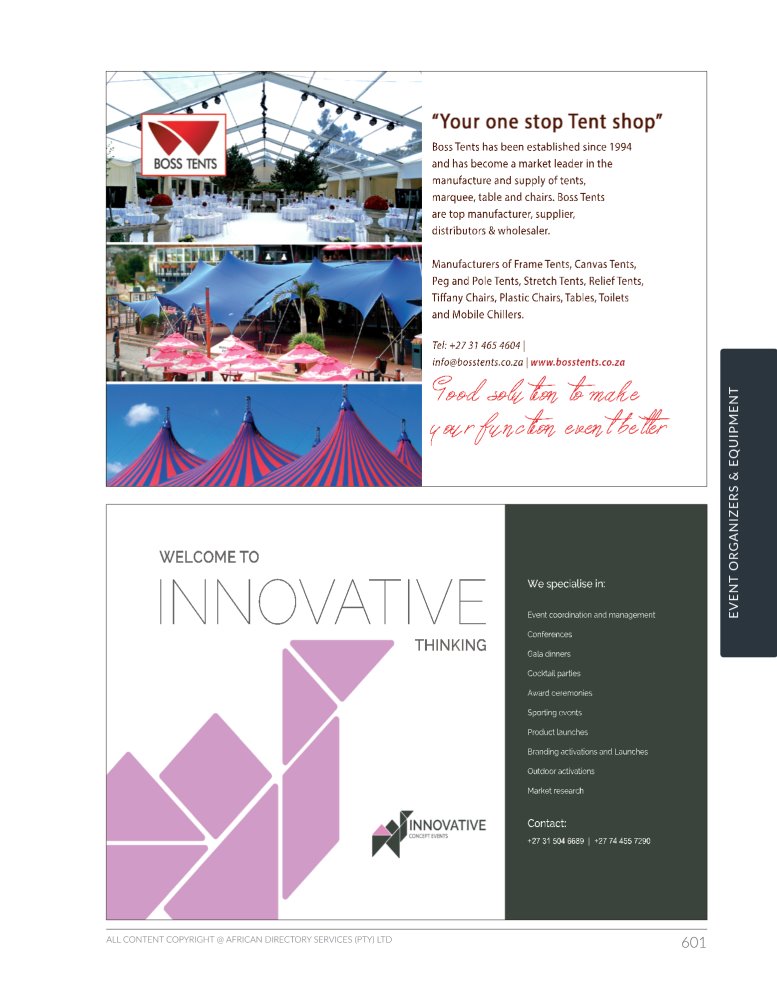 BOSS TENTS
“Your one stop Tent shop”
Boss Tents has been established since 1994
and has become a market leader in the
manufacture and supply of tents,
marquee, table and chairs. Boss Tents
are top manufacturer, supplier,
distributors & wholesaler.
Manufacturers of Frame Tents, Canvas Tents,
Peg and Pole Tents, Stretch Tents, Relief Tents,
Tiffany Chairs, Plastic Chairs, Tables, Toilets
and Mobile Chillers.
Tel: +27 31 465 4604 |
info@bosstents.co.za | www.bosstents.co.za
Good solution to make
your function event better
EVENT ORGANIZERS & EQUIPMENT
WELCOME TO
INNOVATIVE
THINKING
INNOVATIVE
CONCEPT EVENTS
We specialise in:
Event coordination and management
Conferences
Gala dinners
Cocktail parties
Award ceremonies
Sporting events
Product launches
Branding activations and Launches
Outdoor activations
Market research
Contact:
+27 31 504 6689 | +27 74 455 7290
ALL CONTENT COPYRIGHT @ AFRICAN DIRECTORY SERVICES (PTY) LTD
601